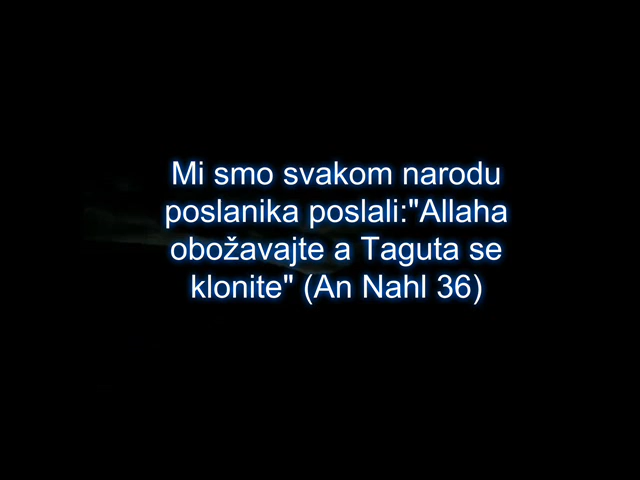 Mi smo svakom narodu
poslanika poslali:"Allaha
obožavajte a Taguta se
klonite" (An Nahl 36)